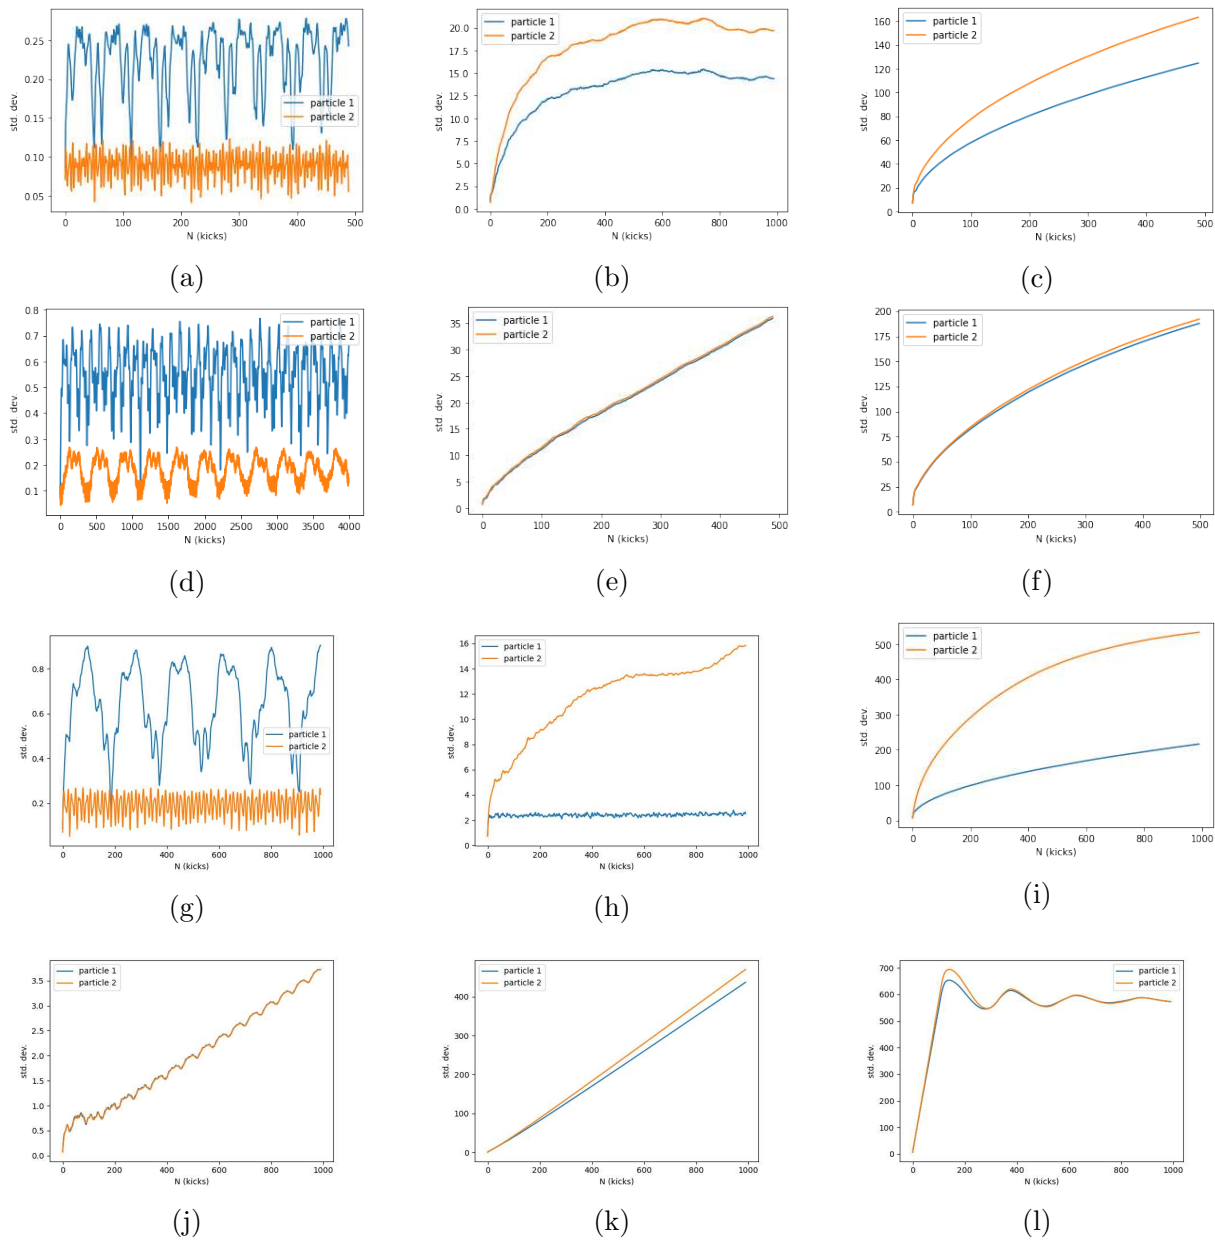 0.25
0.20
0.15
0.10
0.05
std. dev.
particle 1
particle 2
0 100 200 300 400 500
N (kicks)
(a)
20.0
17.5
15.0
12.5
10.0
7.5
5.0
2.5
0.0
std. dev.
particle 1
particle 2
0 200 400 600 800 1000
N (kicks)
(b)
160
140
120
100
80
60
40
20
0
std. dev.
particle 1
particle 2
0 100 200 300 400 500
N (kicks)
(c)
0.8
0.7
0.6
0.5
0.4
0.3
0.2
0.1
std. dev.
particle 1
particle 2
0 500 1000 1500 2000 2500 3000 3500 4000
N (kicks)
(d)
35
30
25
20
15
10
5
0
std. dev.
particle 1
particle 2
0 100 200 300 400 500
N (kicks)
(e)
200
175
150
125
100
75
50
25
0
std. dev.
particle 1
particle 2
0 100 200 300 400 500
N (kicks)
(f)
0.8
0.6
0.4
0.2
std. dev.
particle 1
particle 2
0 200 400 600 800 1000
N (kicks)
(g)
16
14
12
10
8
6
4
2
0
std. dev.
particle 1
particle 2
0 200 400 600 800 1000
N (kicks)
(h)
500
400
300
200
100
0
std. dev.
particle 1
particle 2
0 200 400 600 800 1000
N (kicks)
(i)
3.5
3.0
2.5
2.0
1.5
1.0
0.5
0.0
std. dev.
particle 1
particle 2
0 200 400 600 800 1000
N (kicks)
(j)
400
300
200
100
0
std. dev.
particle 1
particle 2
0 200 400 600 800 1000
N (kicks)
(k)
700
600
500
400
300
200
100
0
std. dev.
particle 1
particle 2
0 200 400 600 800 1000
N (kicks)
(l)